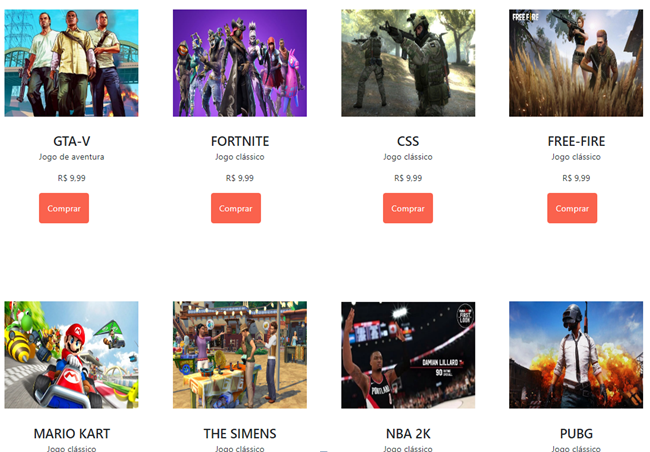 FREE FIRE
GTA-V
Jogo de aventura
R$ 9,99
Comprar
FORTNITE
Jogo clássico
R$ 9,99
Comprar
CSS
Jogo clássico
R$ 9,99
Comprar
FREE-FIRE
Jogo clássico
R$ 9,99
Comprar
FIRST
LOOK
DAMIAN LILLARD
90
PORTLAND
MARIO KART
Jogo clássico
THE SIMENS
Jogo clássico
NBA 2K
Jogo clássico
PUBG
Jogo clássico